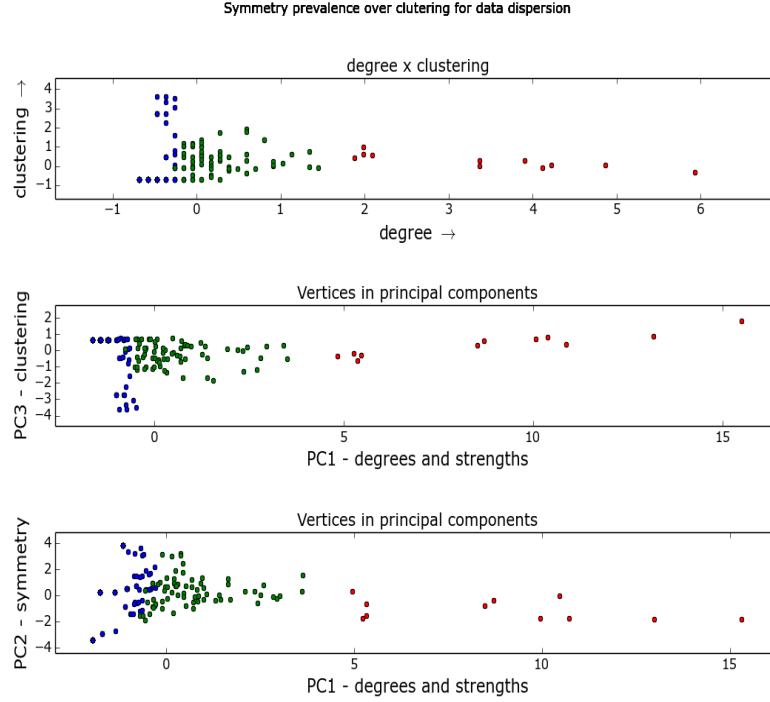 Symmetry prevalence over clutering for data dispersion
degree x clustering
clustering →
4
3
2
1
0
−1
−1 0 1 2 3 4 5 6
degree →
Vertices in principal components
PC3 - clustering
2
1
0
−1
−2
−3
−4
0 5 10 15
PC1 - degrees and strengths
Vertices in principal components
PC2 - symmetry
4
2
0
−2
−4
0 5 10 15
PC1 - degrees and strengths